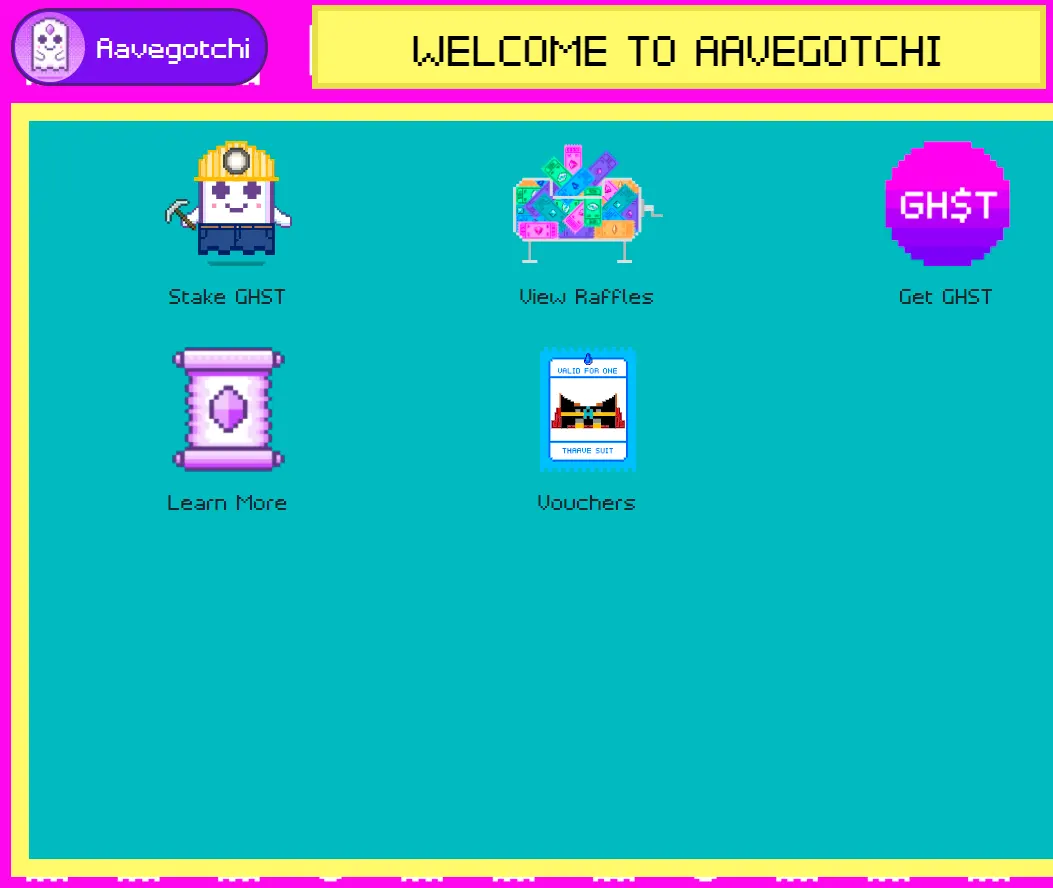 Aavegotchi
WELCOME TO AAVEGOTCHI
GH$T
Stake GHST
View Raffles
Get GHST
VALID FOR ONE
THAAVE SUIT
Learn More
Vouchers